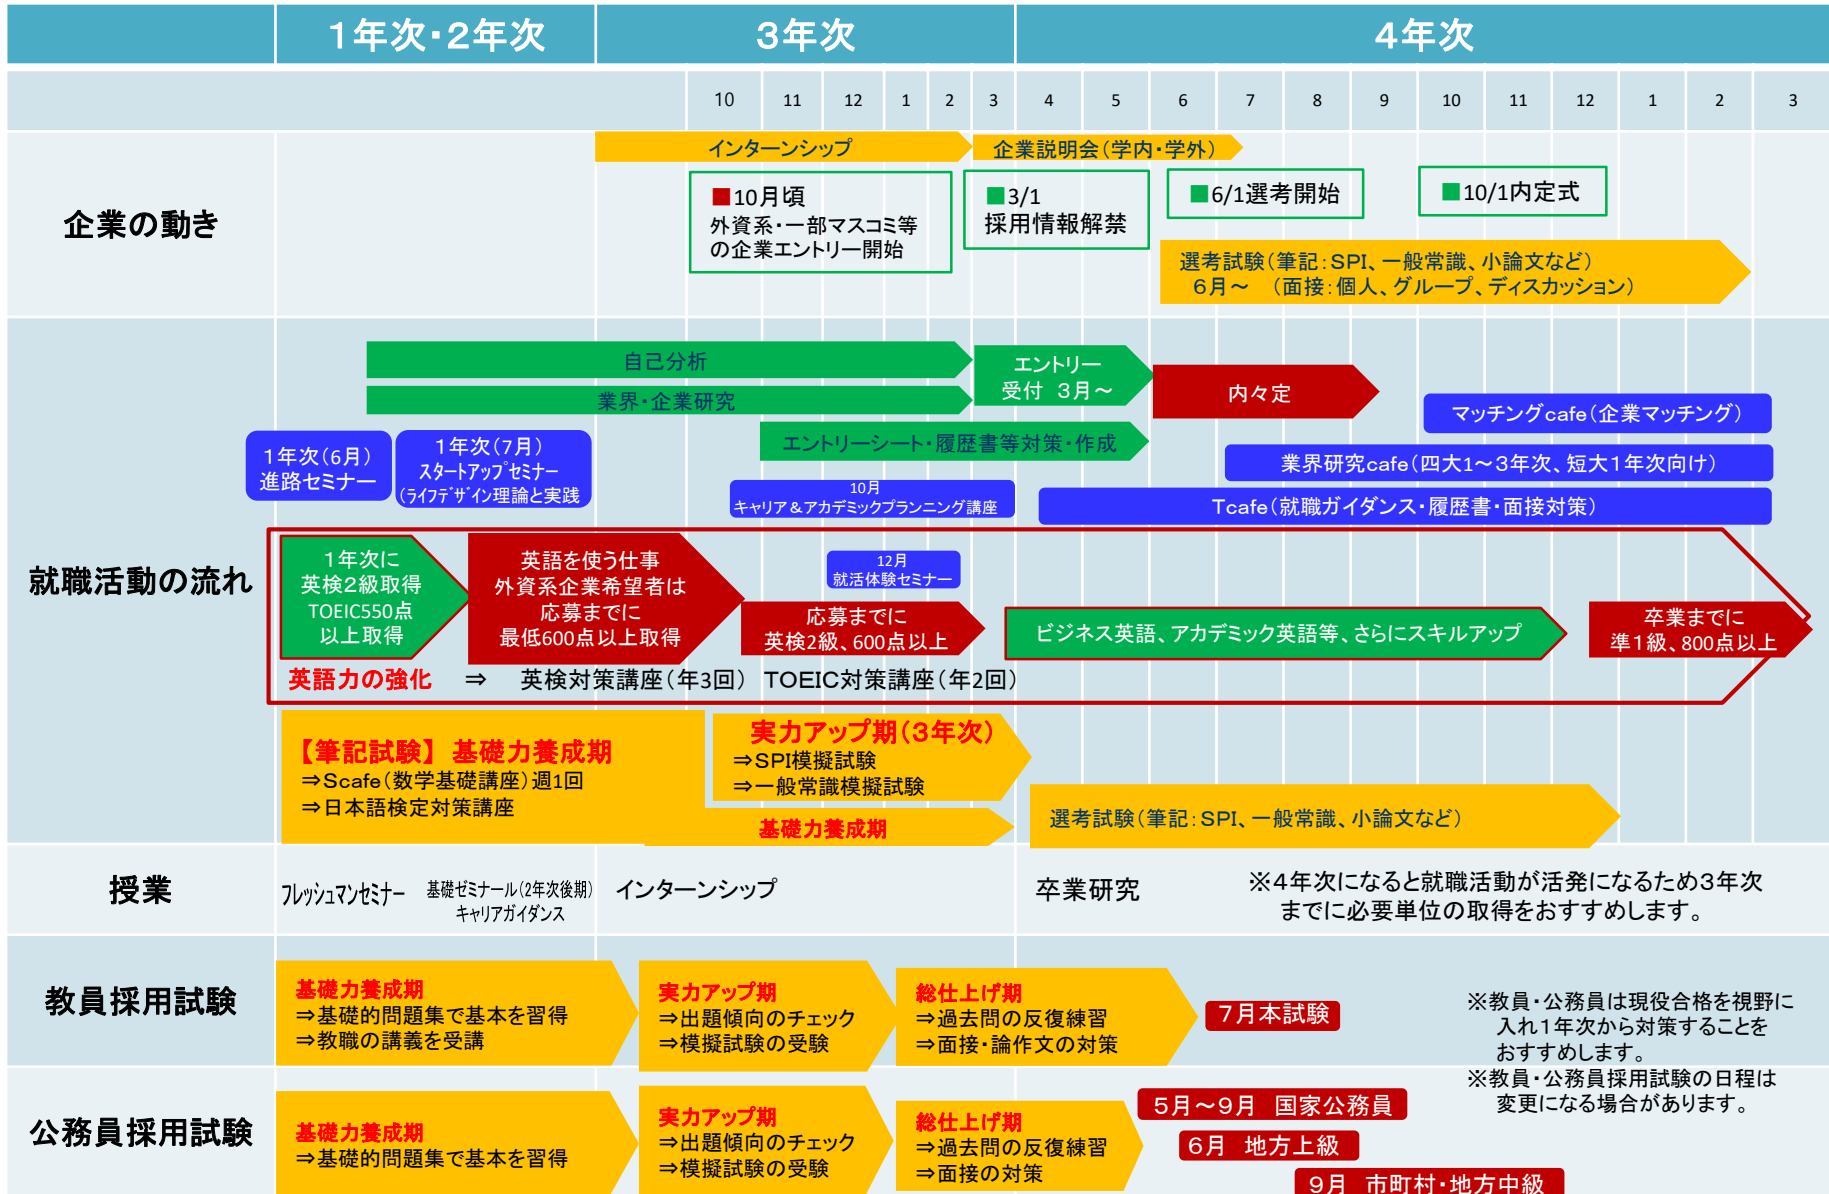 1年次・2年次
3年次
4年次
10 11 12 1 2 3 4 5 6 7 8 9 10 11 12 1 2 3
企業の動き
インターンシップ
企業説明会(学内・学外)
■10月頃
外資系・一部マスコミ等
の企業エントリー開始
■3/1
採用情報解禁
■6/1選考開始
■10/1内定式
選考試験(筆記:SPI、一般常識、小論文など)
6月～ (面接:個人、グループ、ディスカッション)
就職活動の流れ
自己分析
業界・企業研究
エントリー
受付 3月～
内々定
エントリーシート・履歴書等対策・作成
マッチングcafe(企業マッチング)
業界研究cafe(四大1～3年次、短大1年次向け)
Tcafe(就職ガイダンス・履歴書・面接対策)
1年次(6月)
進路セミナー
1年次(7月)
スタートアップセミナー
(ライフデザイン理論と実践
10月
キャリア&アカデミックプランニング講座
1年次に
英検2級取得
TOEIC550点
以上取得
英語を使う仕事
外資系企業希望者は
応募までに
最低600点以上取得
12月
就活体験セミナー
応募までに
英検2級、600点以上
ビジネス英語、アカデミック英語等、さらにスキルアップ
卒業までに
準1級、800点以上
英語力の強化 ⇒ 英検対策講座(年3回) TOEIC対策講座(年2回)
【筆記試験】 基礎力養成期
⇒Scafe(数学基礎講座)週1回
⇒日本語検定対策講座
実力アップ期(3年次)
⇒SPI模擬試験
⇒一般常識模擬試験
基礎力養成期
選考試験(筆記:SPI、一般常識、小論文など)
授業
フレッシュマンセミナー
基礎ゼミナール(2年次後期)
キャリアガイダンス
インターンシップ
卒業研究
※4年次になると就職活動が活発になるため3年次
までに必要単位の取得をおすすめします。
教員採用試験
基礎力養成期
⇒基礎的問題集で基本を習得
⇒教職の講義を受講
実力アップ期
⇒出題傾向のチェック
⇒模擬試験の受験
総仕上げ期
⇒過去問の反復練習
⇒面接・論作文の対策
7月本試験
※教員・公務員は現役合格を視野に
入れ1年次から対策することを
おすすめします。
※教員・公務員採用試験の日程は
変更になる場合があります。
公務員採用試験
基礎力養成期
⇒基礎的問題集で基本を習得
実力アップ期
⇒出題傾向のチェック
⇒模擬試験の受験
総仕上げ期
⇒過去問の反復練習
⇒面接の対策
5月～9月 国家公務員
6月 地方上級
9月 市町村・地方中級